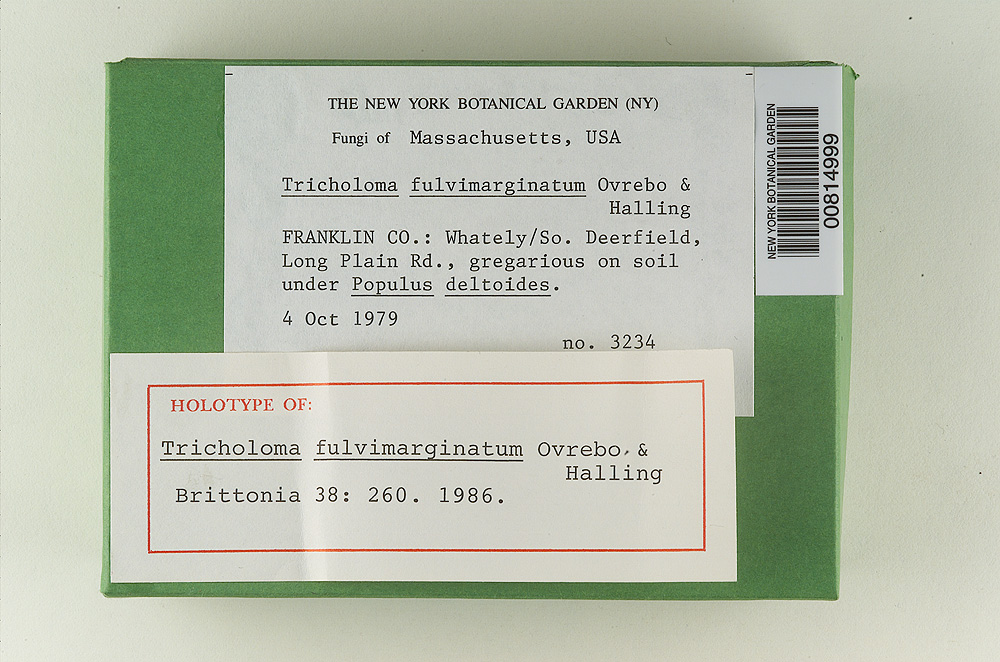 THE NEW YORK BOTANICAL GARDEN (NY)
Fungi of Massachusetts, USA
Tricholoma fulvimarginatum Ovrebo &
Halling
FRANKLIN CO.: Whately/So. Deerfield,
Long Plain Rd., gregarious on soil
under Populus deltoides.
4 Oct 1979
no. 3234
NEW YORK BOTANICAL GARDEN
00814999
HOLOTYPE OF:
Tricholoma fulvimarginatum Ovrebo &
Halling
Brittonia 38: 260. 1986.